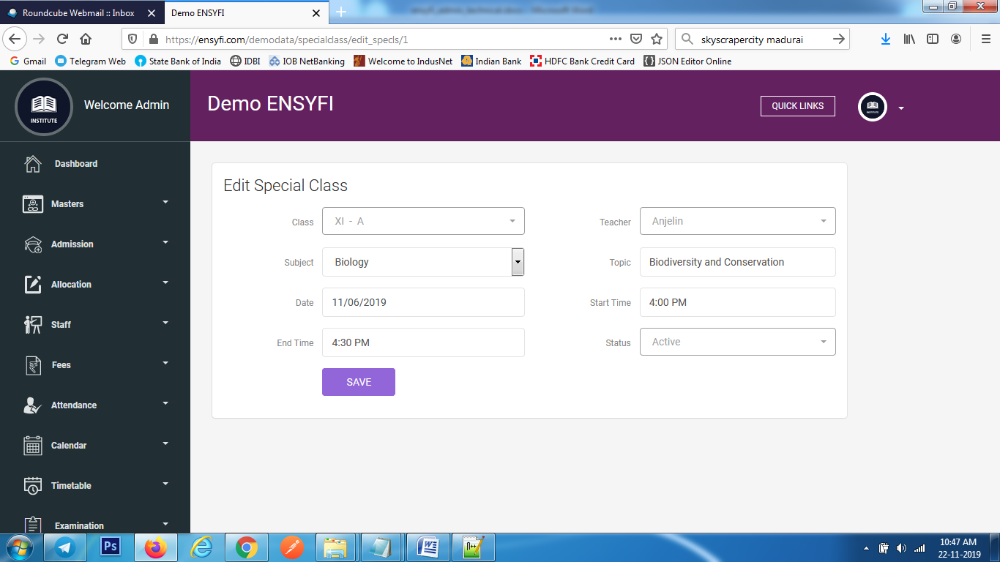 Roundcube Webmail :: Inbox
Demo ENSYFI
https://ensyfi.com/demodata/specialclass/edit_specls/1
skyscrapercity madurai
Gmail
Telegram Web
State Bank of India
IDBI
IOB NetBanking
Welcome to IndusNet
Indian Bank
HDFC Bank Credit Card
JSON Editor Online
INSTITUTE
Welcome Admin
Demo ENSYFI
QUICK LINKS
INSTITUTE
Dashboard
Masters
Admission
Allocation
Staff
Fees
Attendance
Calendar
Timetable
Examination
Edit Special Class
Class
XI - A
Teacher
Anjelin
Subject
Biology
Topic
Biodiversity and Conservation
Date
11/06/2019
Start Time
4:00 PM
End Time
4:30 PM
Status
Active
SAVE
Ps
10:47 AM
22-11-2019